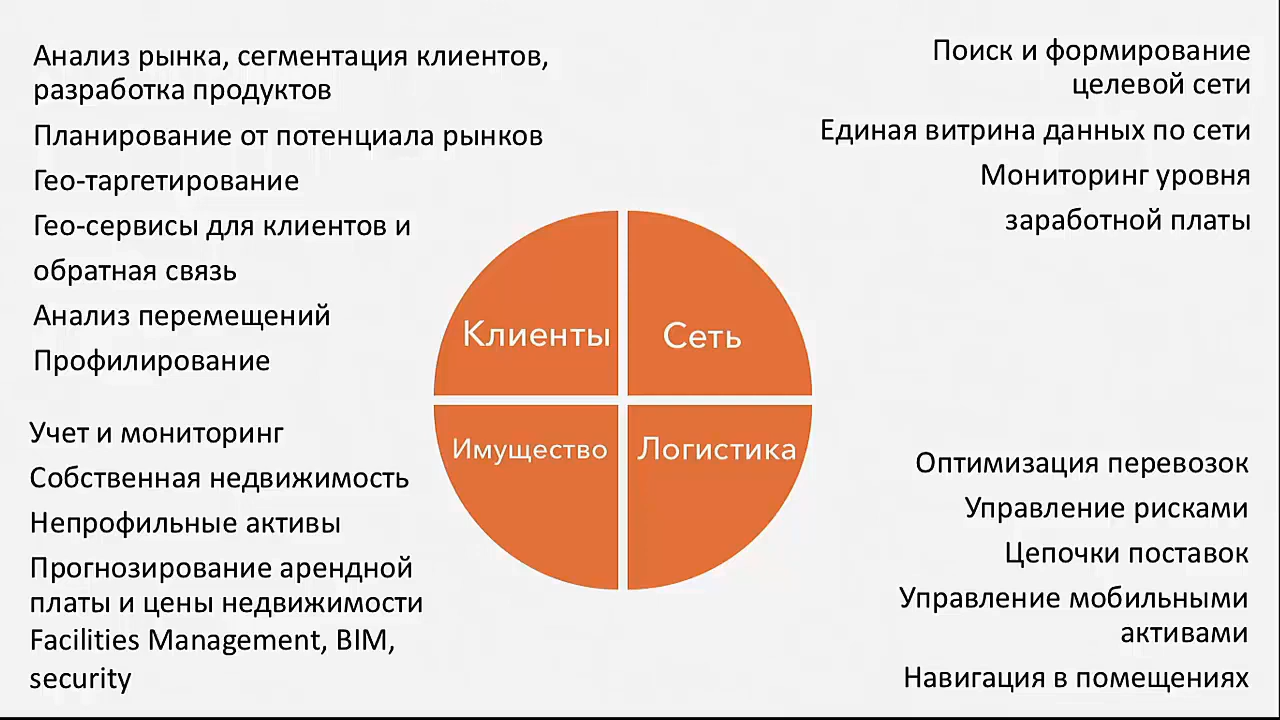 Анализ рынка, сегментация клиентов,
разработка продуктов
Планирование от потенциала рынков
Гео-таргетирование
Гео-сервисы для клиентов и
обратная связь
Анализ перемещений
Профилирование
Поиск и формирование
целевой сети
Единая витрина данных по сети
Мониторинг уровня
заработной платы
Клиенты
Сеть
Имущество
Логистика
Учет и мониторинг
Собственная недвижимость
Непрофильные активы
Прогнозирование арендной
платы и цены недвижимости
Facilities Management, BIM,
security
Оптимизация перевозок
Управление рисками
Цепочки поставок
Управление мобильными
активами
Навигация в помещениях